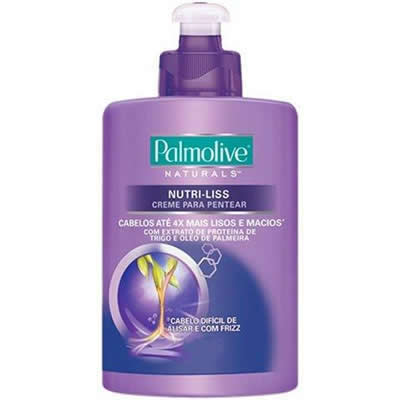 Palmolive
NATURALS™
NUTRI-LISS
CREME PARA PENTEAR
CABELOS ATÉ 4X MAIS LISOS E MACIOS*
COM EXTRATO DE PROTEÍNA DE
TRIGO E ÓLEO DE PALMEIRA
CABELO DIFÍCIL DE
ALISAR E COM FRIZZ